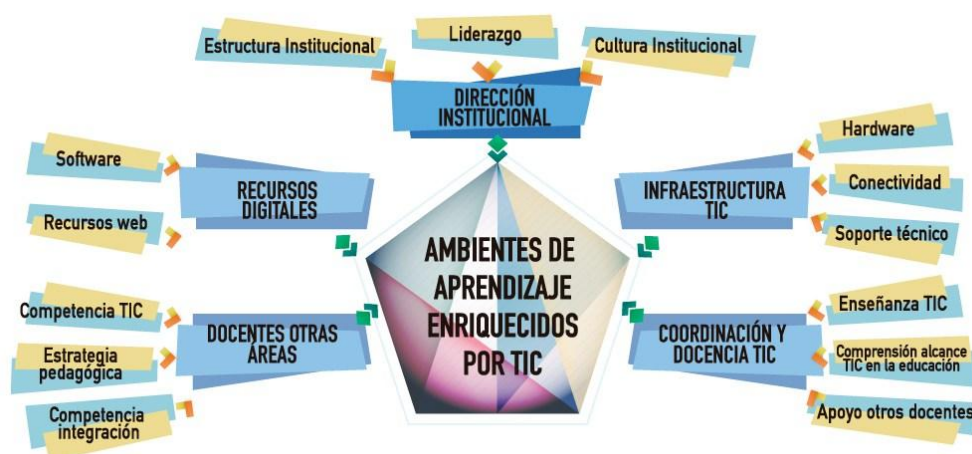 Estructura Institucional
Liderazgo
Cultura Institucional
DIRECCIÓN
INSTITUCIONAL
Software
Recursos web
RECURSOS
DIGITALES
Hardware
Conectividad
Soporte técnico
INFRAESTRUCTURA
TIC
AMBIENTES DE
APRENDIZAJE
ENRIQUECIDOS
POR TIC
Competencia TIC
Estrategia
pedagógica
Competencia
integración
DOCENTES OTRAS
ÁREAS
COORDINACIÓN Y
DOCENCIA TIC
Enseñanza TIC
Comprensión alcance
TIC en la educación
Apoyo otros docentes